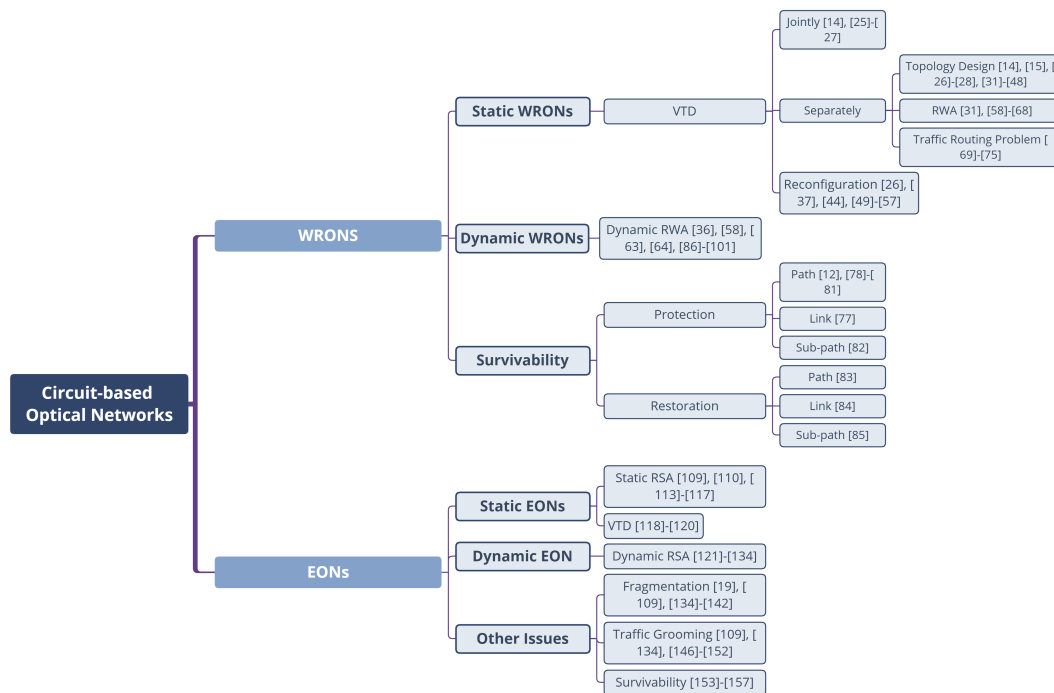 Circuit-based
Optical Networks
WRONS
Static WRONs
VTD
Jointly [14], [25]-[
27]
Separately
Topology Design [14], [15], [
26]-[28], [31]-[48]
RWA [31], [58]-[68]
Traffic Routing Problem [
69]-[75]
Reconfiguration [26], [
37], [44], [49]-[57]
Dynamic WRONs
Dynamic RWA [36], [58], [
63], [64], [86]-[101]
Survivability
Protection
Path [12], [78]-[
81]
Link [77]
Sub-path [82]
Restoration
Path [83]
Link [84]
Sub-path [85]
EONs
Static EONs
Static RSA [109], [110], [
113]-[117]
VTD [118]-[120]
Dynamic EON
Dynamic RSA [121]-[134]
Other Issues
Fragmentation [19], [
109], [134]-[142]
Traffic Grooming [109], [
134], [146]-[152]
Survivability [153]-[157]